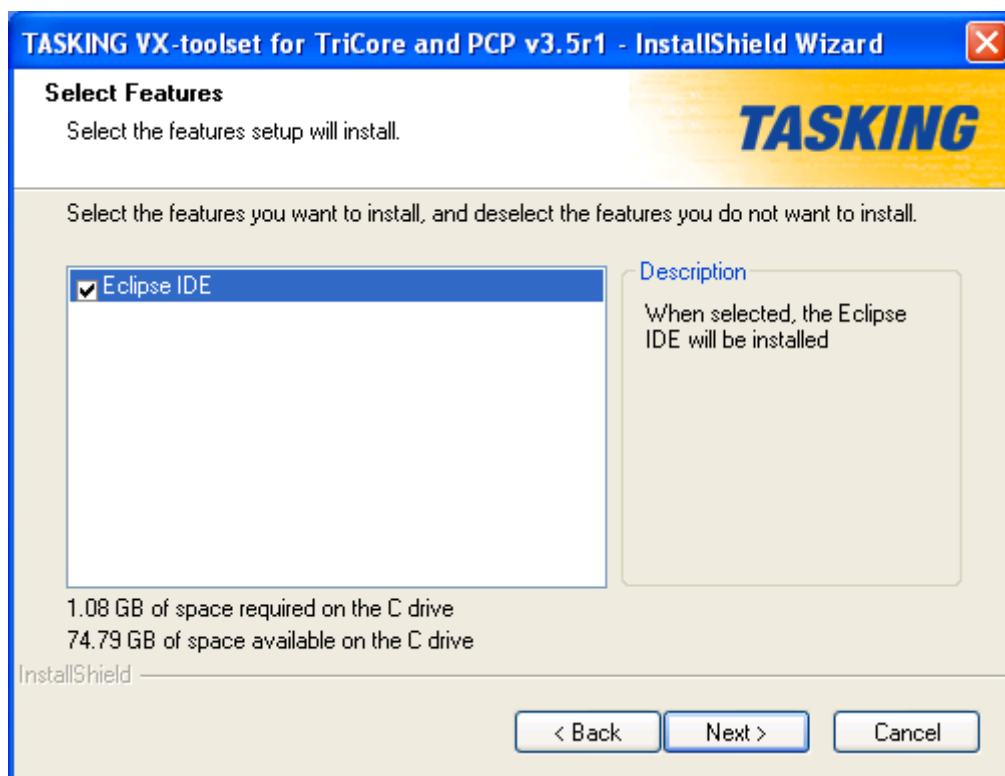 TASKING VX-toolset for TriCore and PCP v3.5r1 - InstallShield Wizard
Select Features
Select the features setup will install.
TASKING
Select the features you want to install, and deselect the features you do not want to install.
Eclipse IDE
Description
When selected, the Eclipse
IDE will be installed
1.08 GB of space required on the C drive
74.79 GB of space available on the C drive
InstallShield
< Back
Next >
Cancel